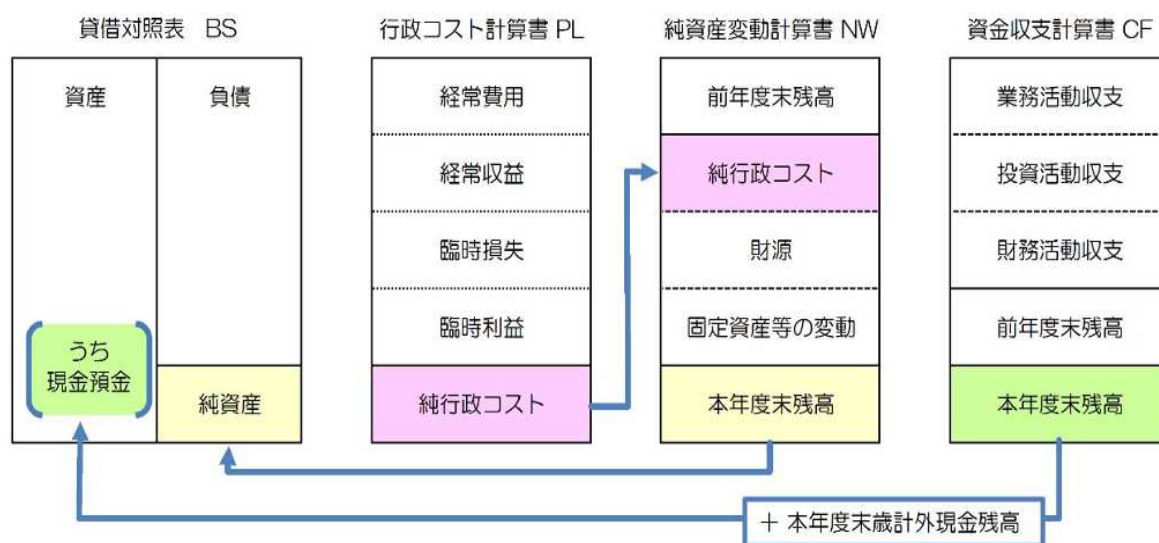 貸借対照表 BS
資産
負債
うち
現金預金
純資産
行政コスト計算書 PL
経常費用
経常収益
臨時損失
臨時利益
純行政コスト
純資産変動計算書 NW
前年度末残高
純行政コスト
財源
固定資産等の変動
本年度末残高
資金収支計算書 CF
業務活動収支
投資活動収支
財務活動収支
前年度末残高
本年度末残高
＋ 本年度末歳計外現金残高